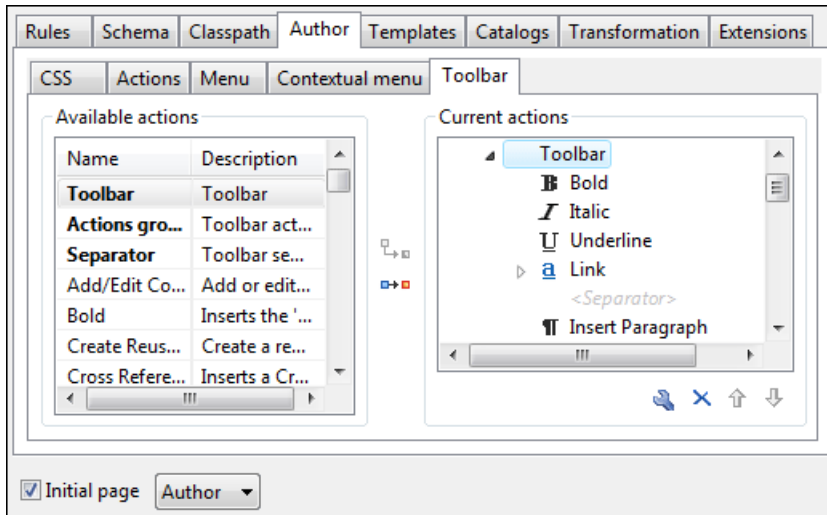 Rules Schema Classpath Author Templates Catalogs Transformation Extensions
CSS Actions Menu Contextual menu Toolbar
Available actions
Name Description
Toolbar Toolbar
Actions gro... Toolbar act...
Separator Toolbar se...
Add/Edit Co... Add or edit...
Bold Inserts the '...
Create Reus... Create a re...
Cross Refere... Inserts a Cr...
Current actions
Toolbar
B Bold
I Italic
U Underline
a Link
<Separator>
¶ Insert Paragraph
Initial page Author